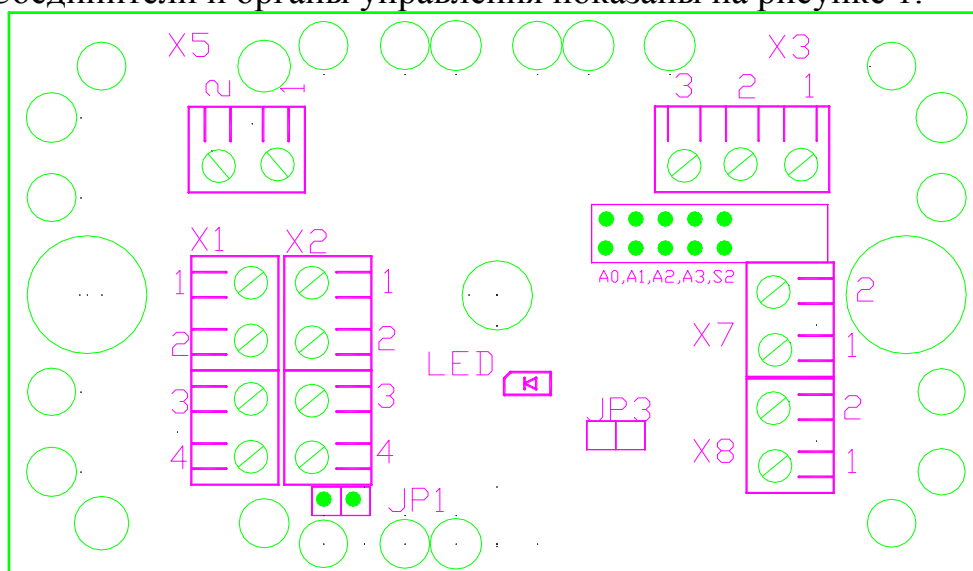 Соединители и органы управления показаны на рисунке 1.
X5 X3
2 1 3 2 1
X1 X2
A0,A1,A2,A3,S2
1 1 2
X7
2 2 1
LED
3 3 2
JP3
X8
4 4 1
JP1